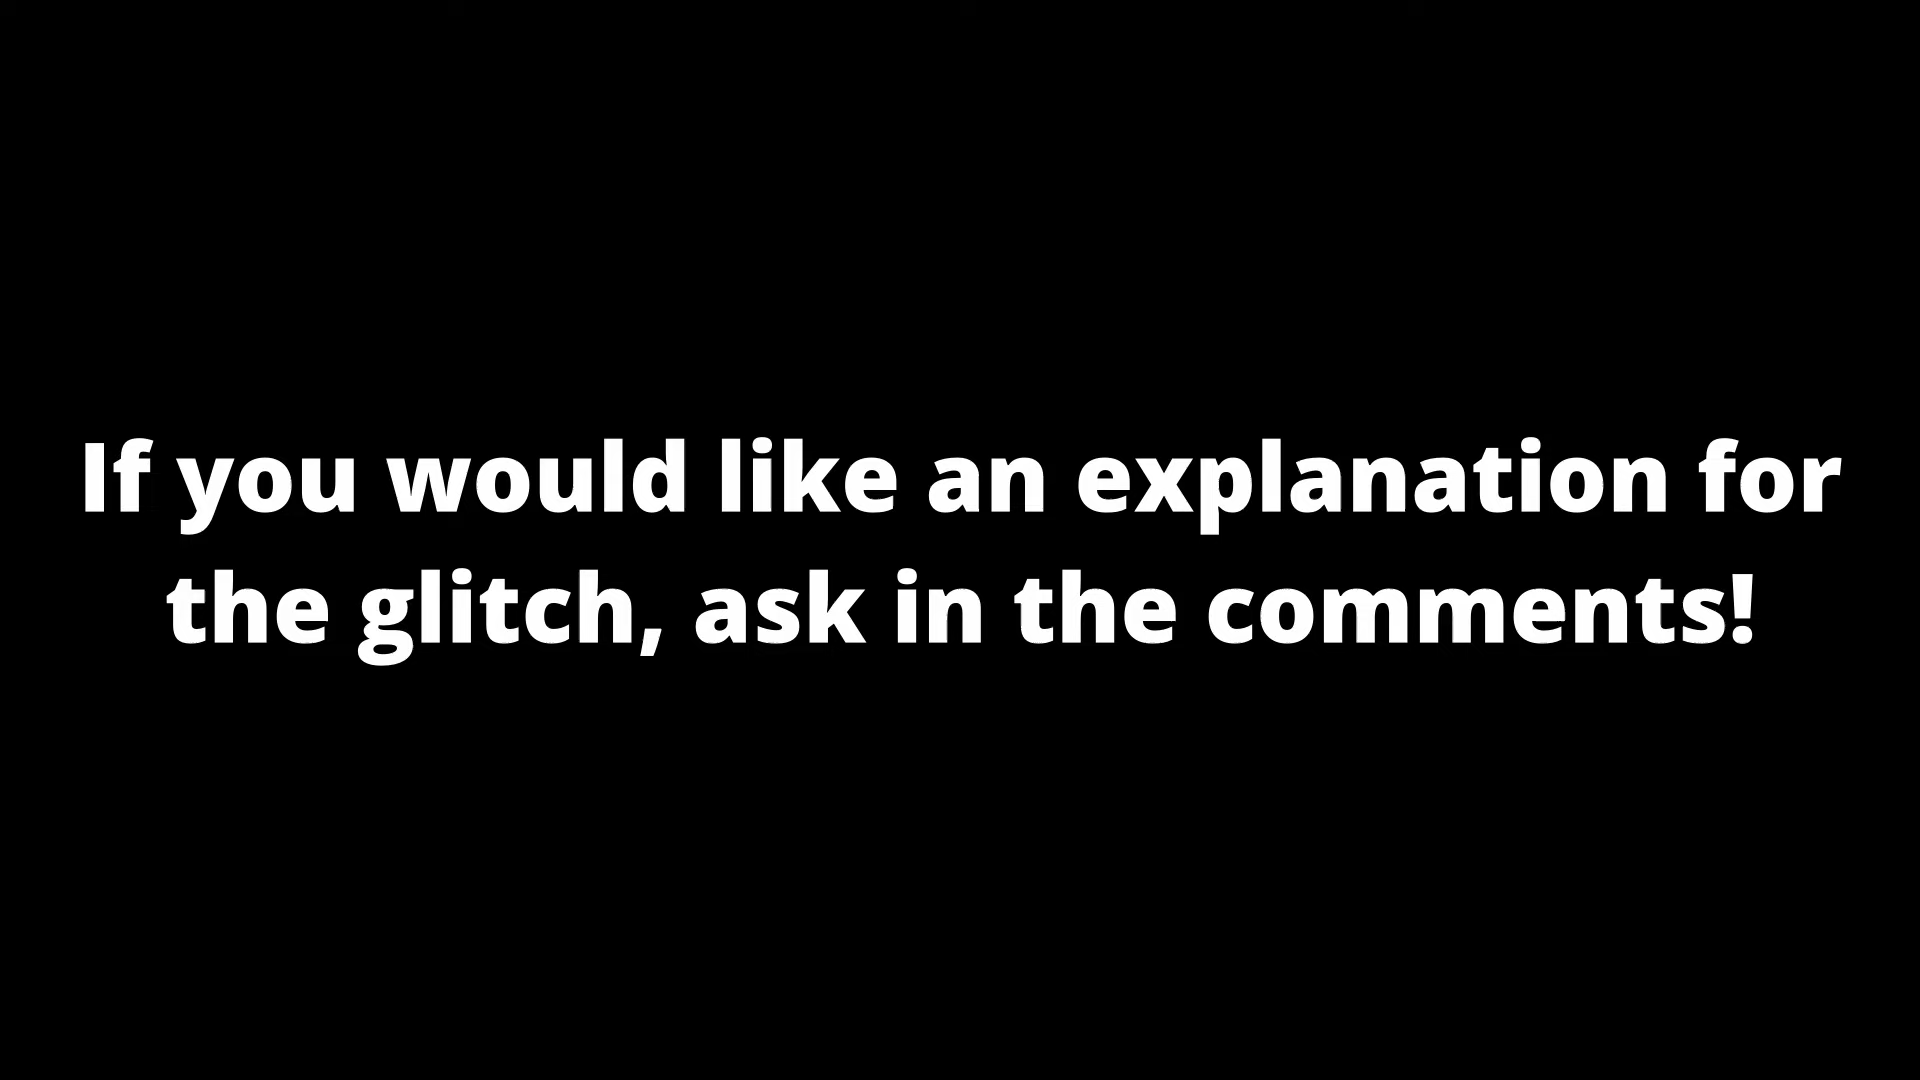 If you would like an explanation for
the glitch, ask in the comments!